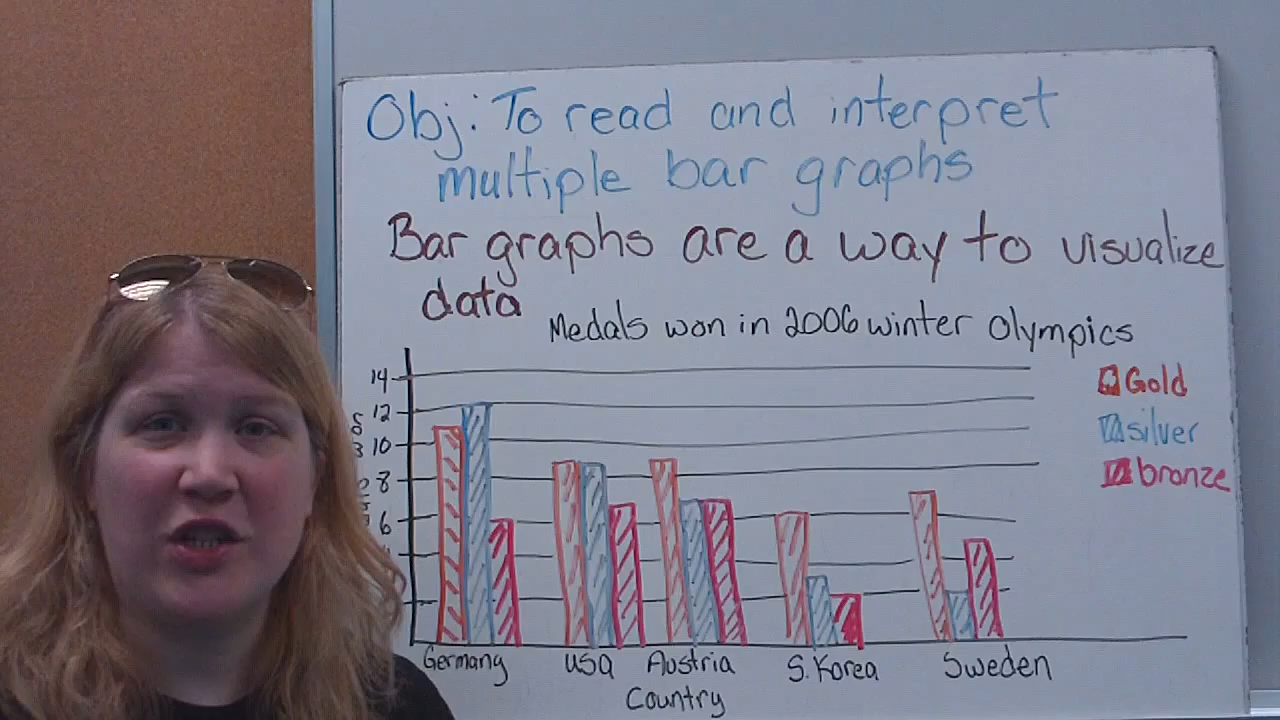 Obj: To read and interpret
multiple bar graphs
Bar graphs are a way to visualize
data
Medals won in 2006 winter Olympics
14
12
10
8
6
Gold
silver
bronze
Germany USA Austria S. Korea Sweden
Country